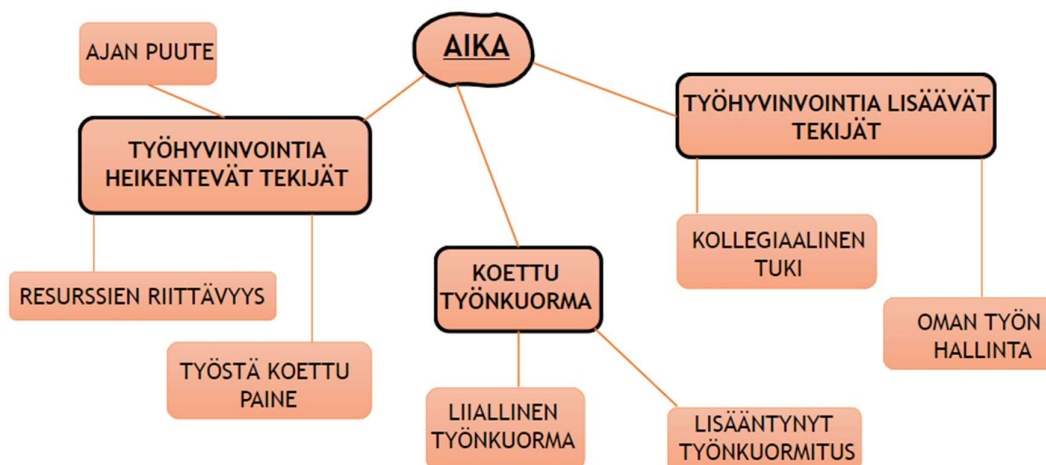 AIKA
AJAN PUUTE
TYÖHYVINVOINTIA
HEIKENTEVÄT TEKIJÄT
RESURSSIEN RIITTÄVYYS
TYÖSTÄ KOETTU
PAINE
KOETTU
TYÖNKUORMA
LIIALLINEN
TYÖNKUORMA
LISÄÄNTYNYT
TYÖNKUORMITUS
TYÖHYVINVOINTIA LISÄÄVÄT
TEKIJÄT
KOLLEGIAALINEN
TUKI
OMAN TYÖN
HALLINTA